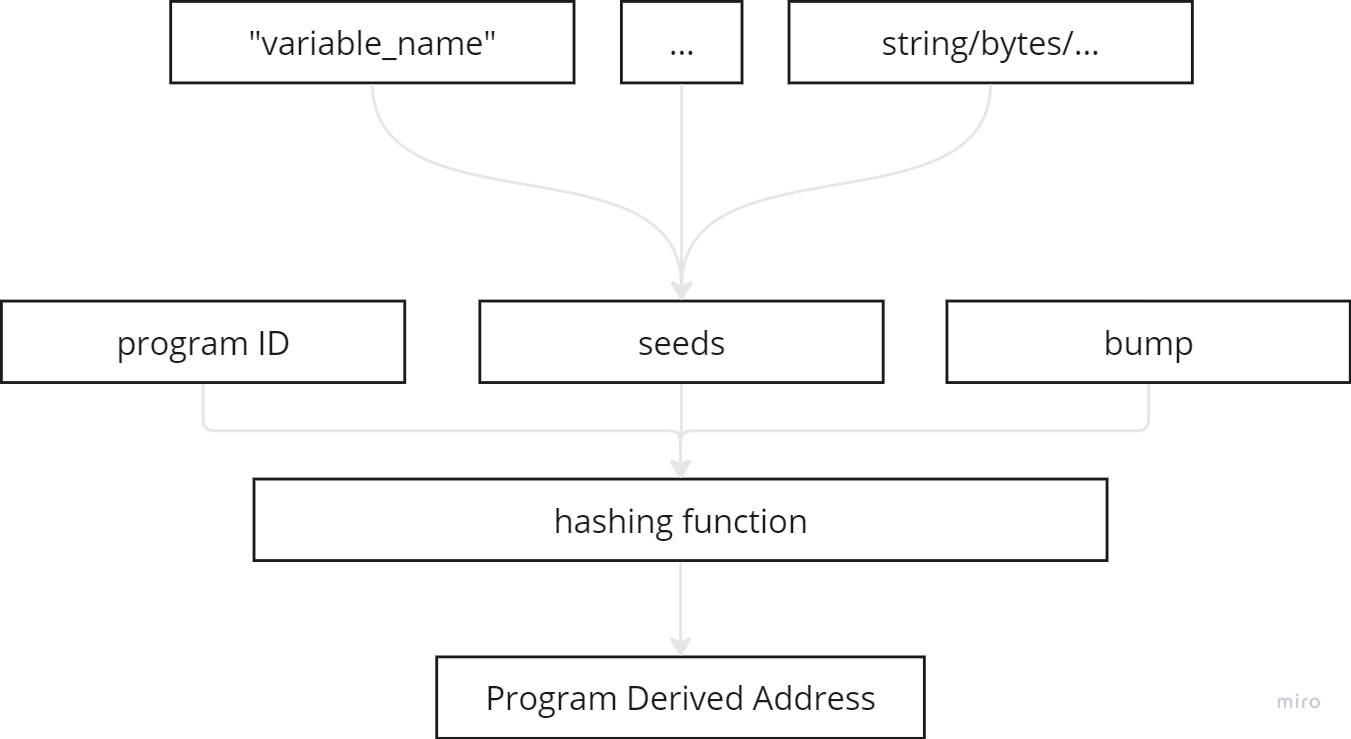 "variable_name"
...
string/bytes/...
program ID
seeds
bump
hashing function
Program Derived Address
miro